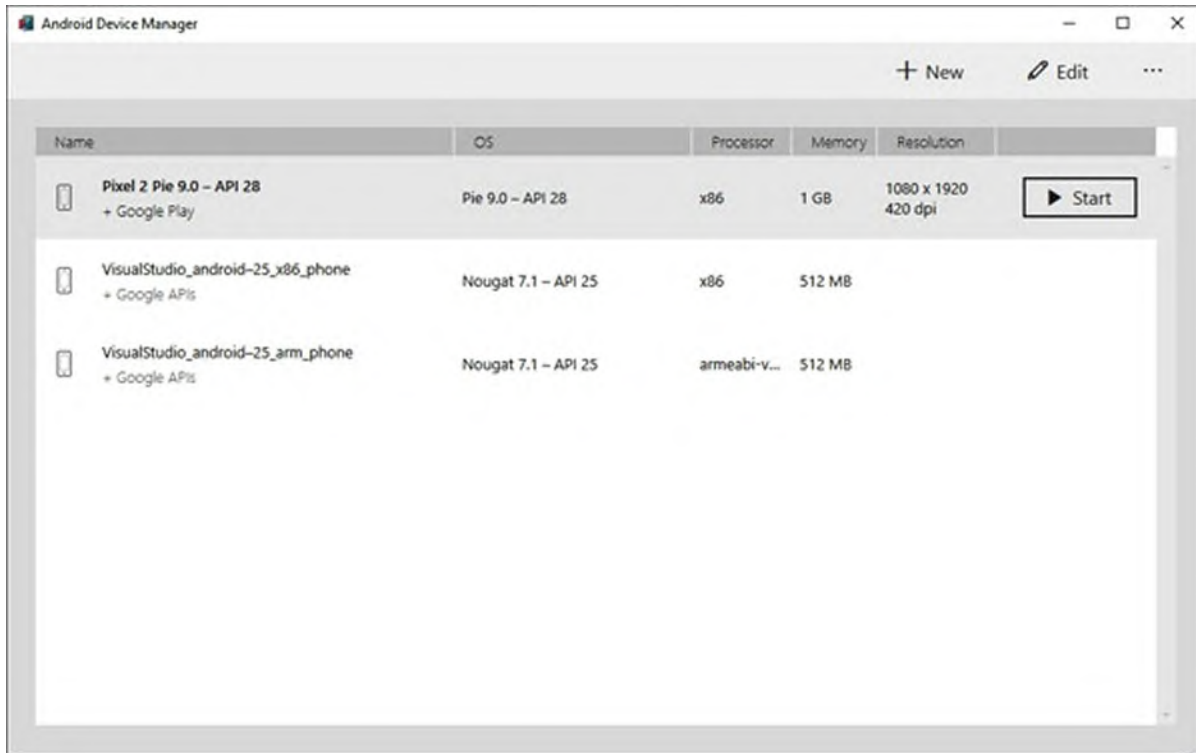 Android Device Manager
+ New
Edit
...
Name OS Processor Memory Resolution
Pixel 2 Pie 9.0 – API 28
+ Google Play
Pie 9.0 – API 28
x86
1 GB
1080 x 1920
420 dpi
Start
VisualStudio_android–25_x86_phone
+ Google APIs
Nougat 7.1 – API 25
x86
512 MB
VisualStudio_android–25_arm_phone
+ Google APIs
Nougat 7.1 – API 25
armeabi-v...
512 MB